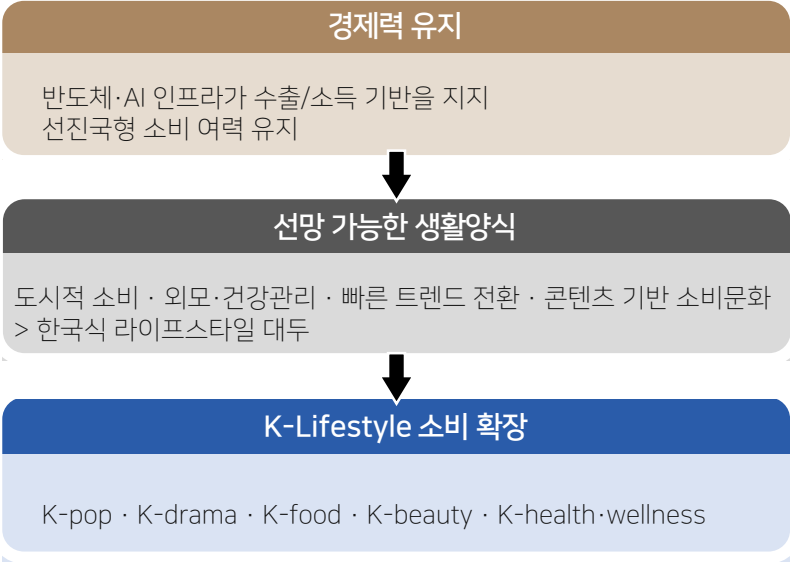 경제력 유지
반도체·AI 인프라가 수출/소득 기반을 지지
선진국형 소비 여력 유지
선망 가능한 생활양식
도시적 소비 · 외모·건강관리 · 빠른 트렌드 전환 · 콘텐츠 기반 소비문화
> 한국식 라이프스타일 대두
K-Lifestyle 소비 확장
K-pop · K-drama · K-food · K-beauty · K-health·wellness